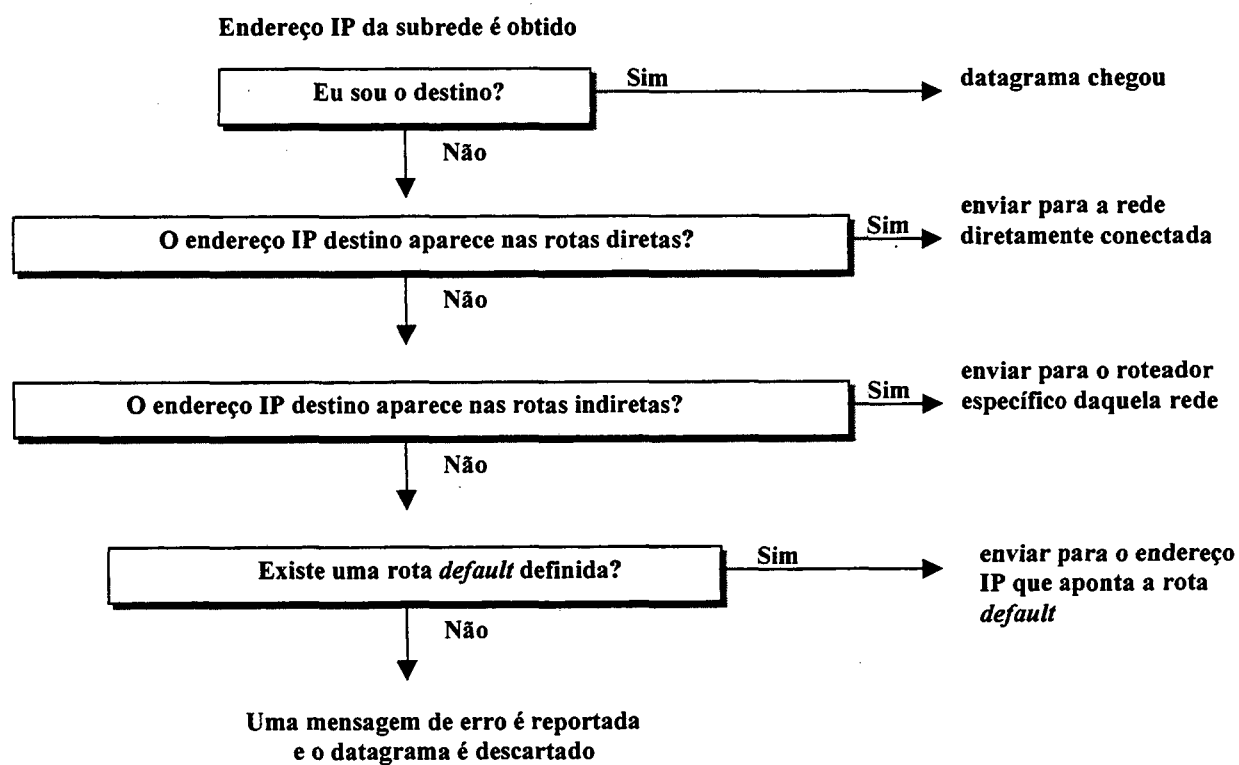 Endereço IP da subrede é obtido
Eu sou o destino?
Sim
datagrama chegou
Não
O endereço IP destino aparece nas rotas diretas?
Sim
enviar para a rede
diretamente conectada
Não
O endereço IP destino aparece nas rotas indiretas?
Sim
enviar para o roteador
específico daquela rede
Não
Existe uma rota default definida?
Sim
enviar para o endereço
IP que aponta a rota
default
Não
Uma mensagem de erro é reportada
e o datagrama é descartado